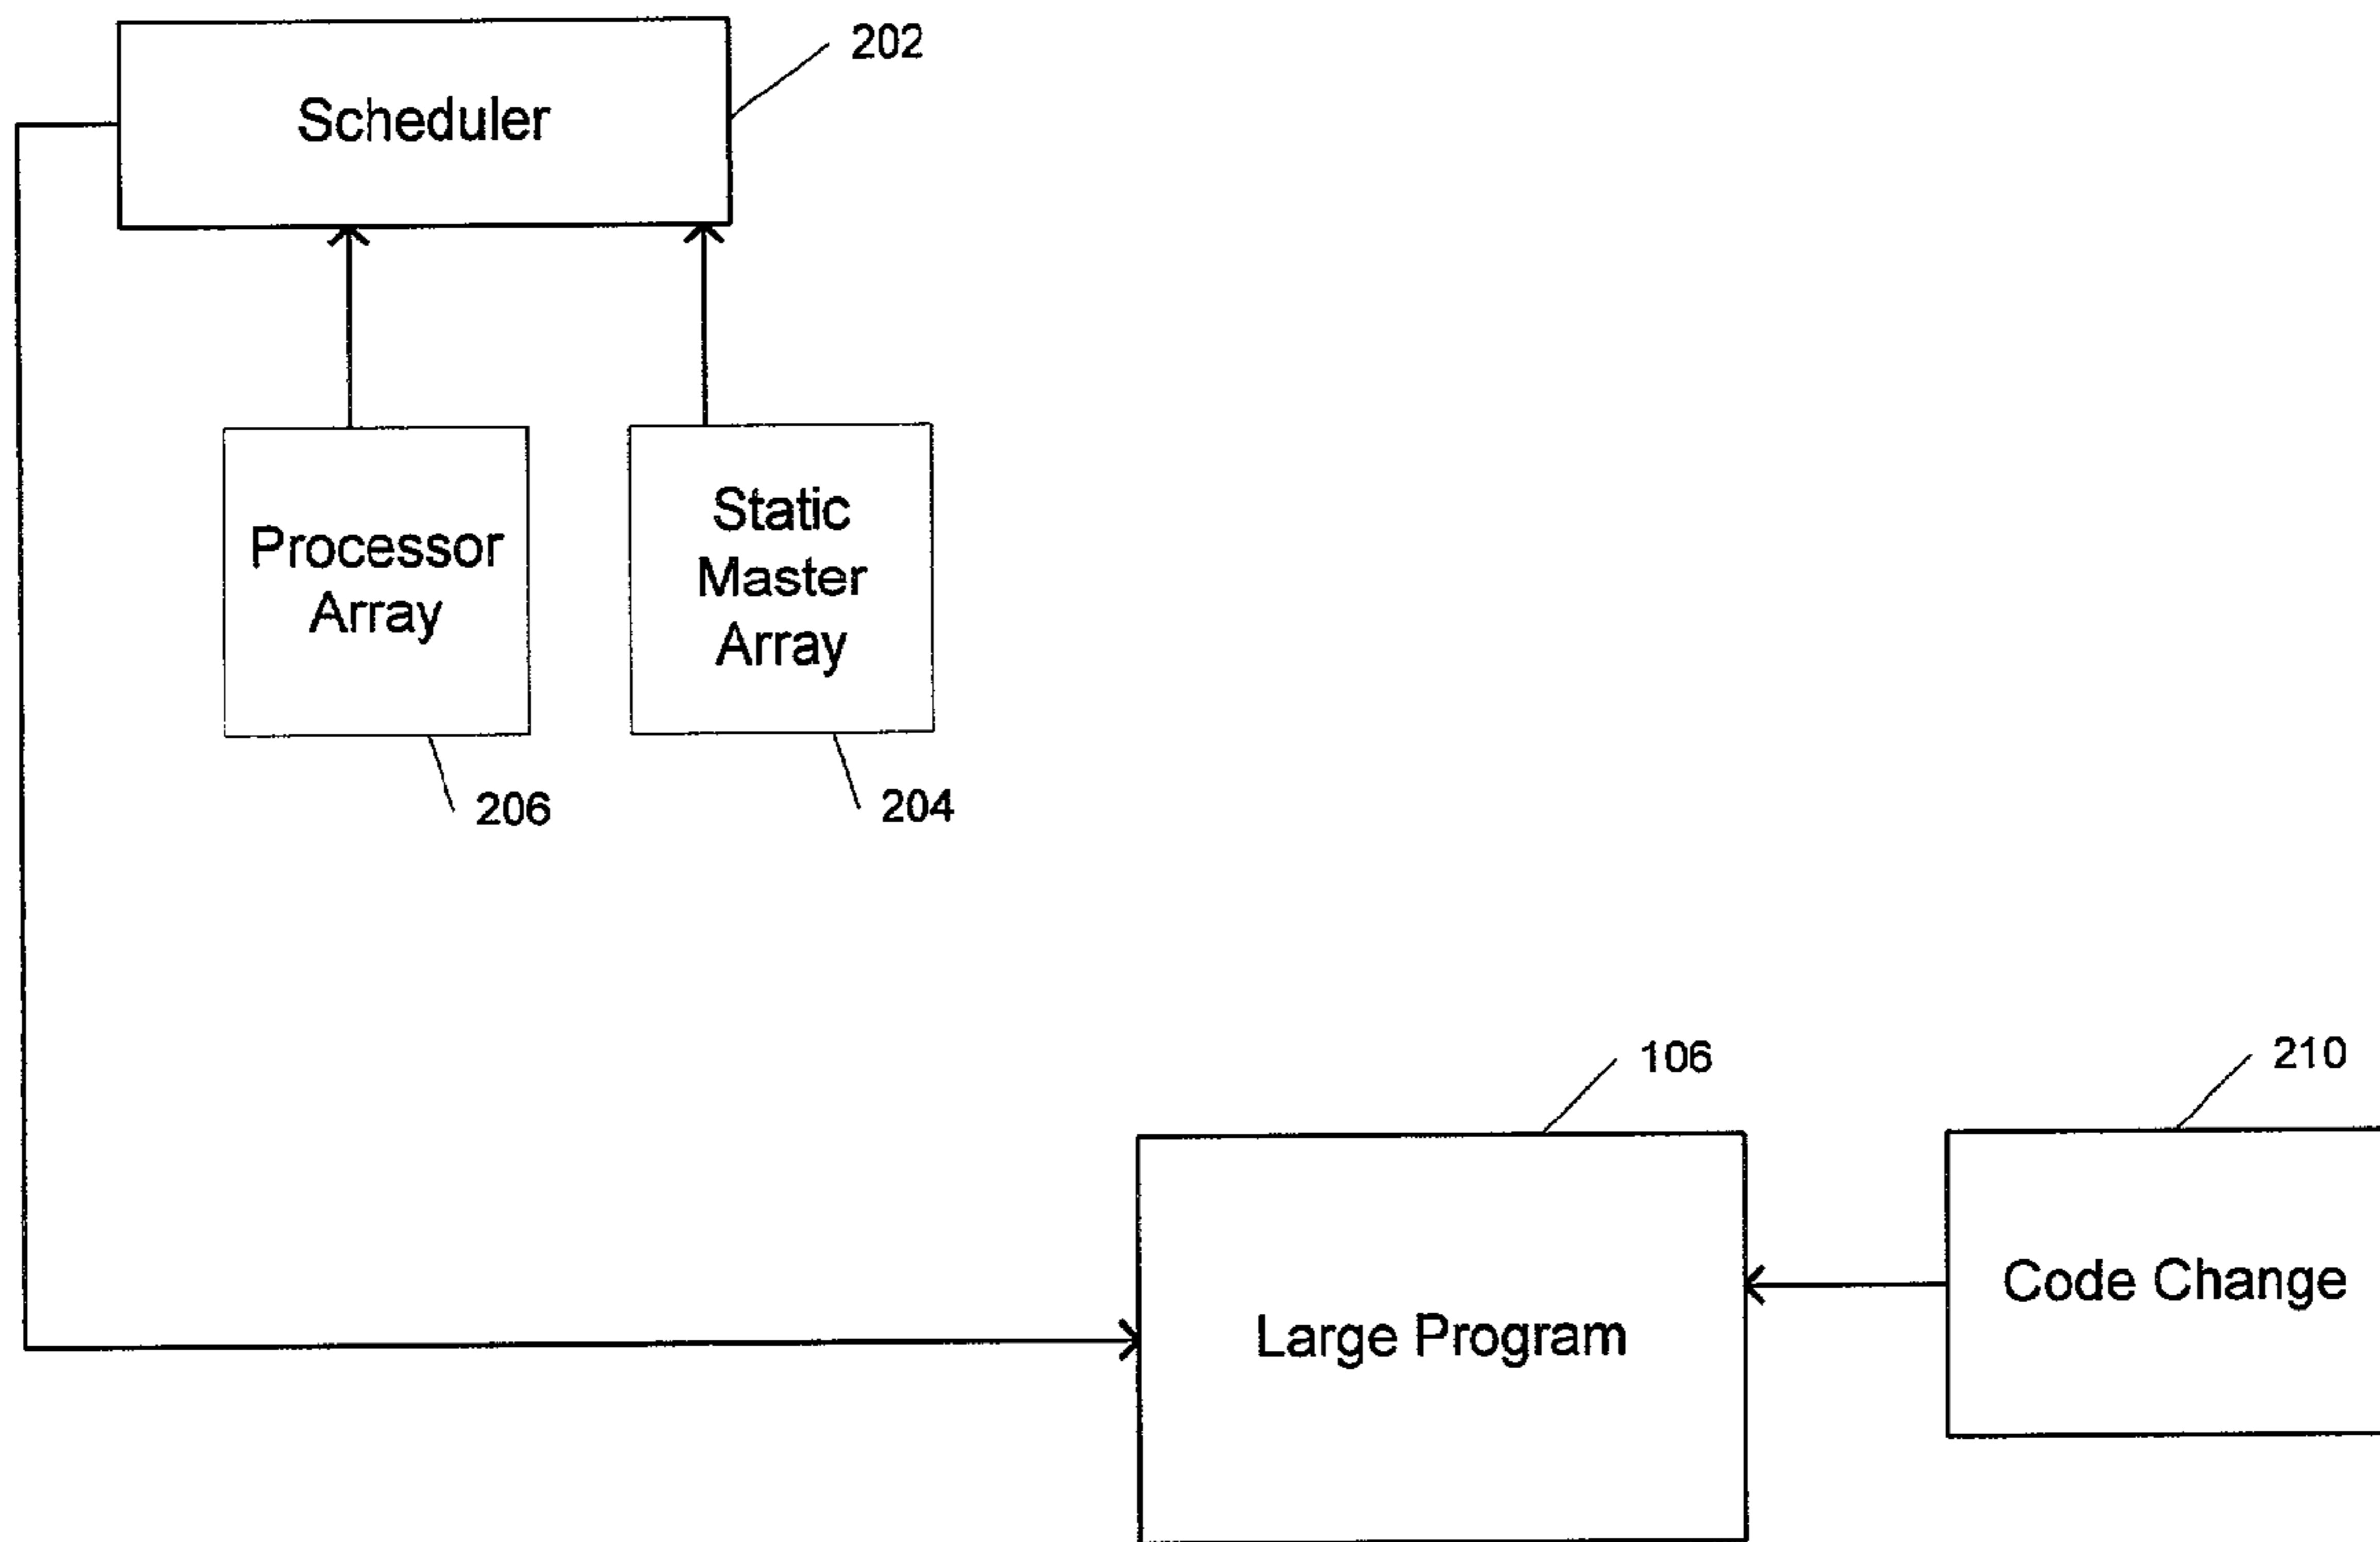 202
Scheduler
Processor
Array
Static
Master
Array
206
204
106
210
Large Program
Code Change